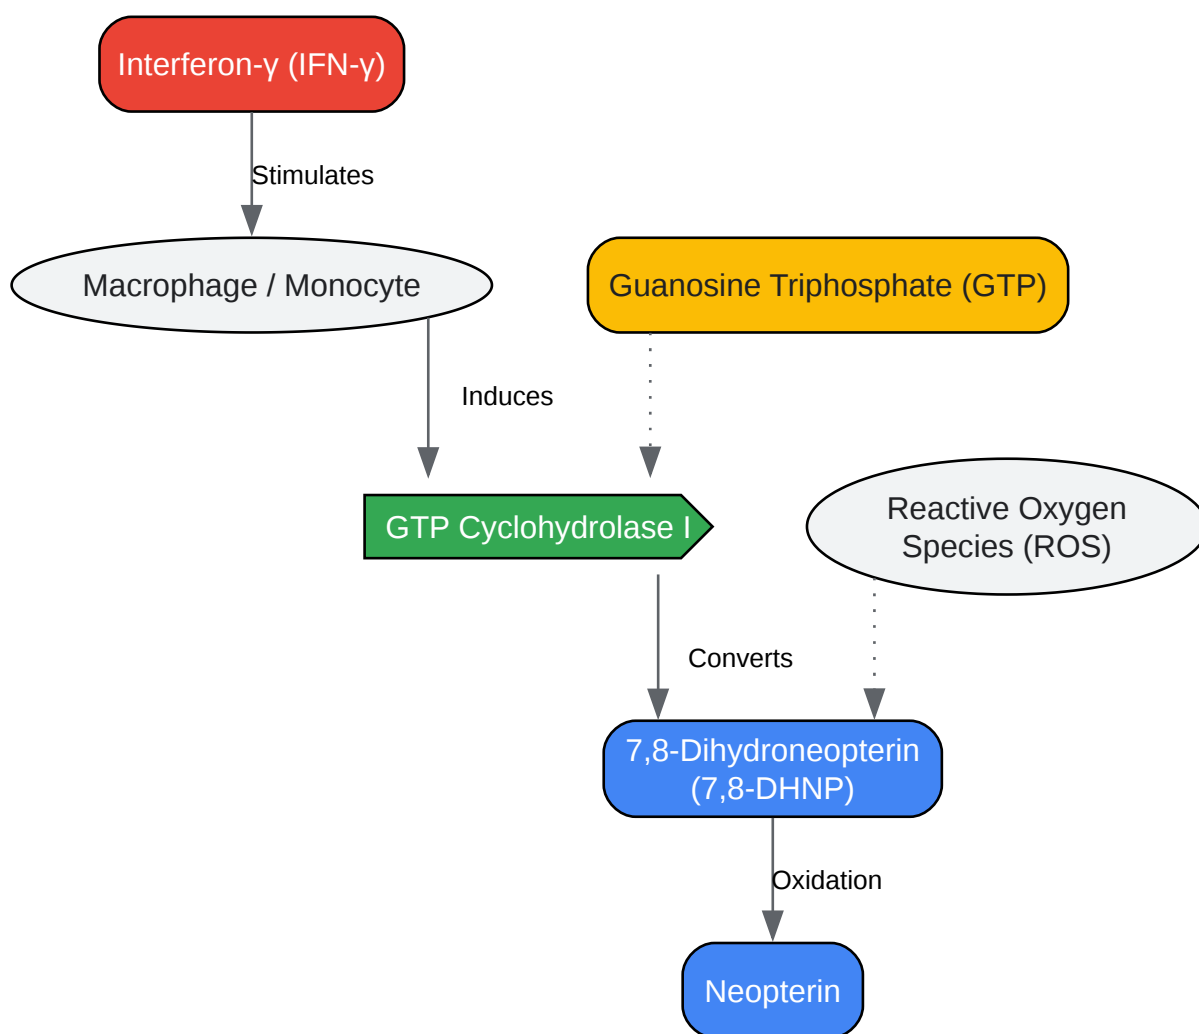 Interferon-γ (IFN-γ)
Stimulates
Macrophage / Monocyte
Guanosine Triphosphate (GTP)
Induces
GTP Cyclohydrolase I
Reactive Oxygen
Species (ROS)
Converts
7,8-Dihydroneopterin
(7,8-DHNP)
Oxidation
Neopterin